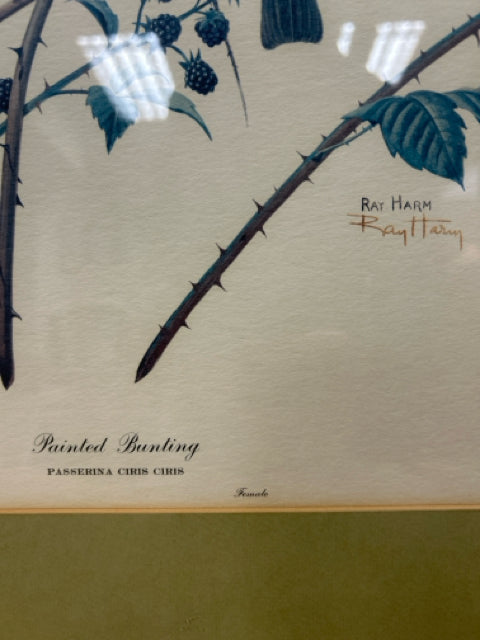 RAY HARM
Ray Harm
Painted Bunting
PASSERINA CIRIS CIRIS
Female